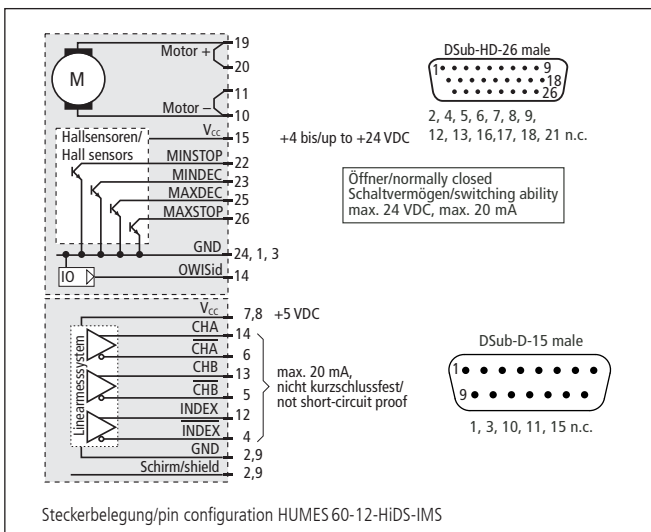 Motor +
19
20
M
11
Motor –
10
Hallsensoren/
Hall sensors
VCC
15
+4 bis/up to +24 VDC
MINSTOP
22
MINDEC
23
MAXDEC
25
MAXSTOP
26
GND
24, 1, 3
IO
OWISid
14
DSub-HD-26 male
1
9
18
26
2, 4, 5, 6, 7, 8, 9,
12, 13, 16,17, 18, 21 n.c.
Öffner/normally closed
Schaltvermögen/switching ability
max. 24 VDC, max. 20 mA
Linearmesssystem
VCC
7,8
+5 VDC
CHA
14
CHA
6
CHB
13
CHB
5
INDEX
12
INDEX
4
GND
2,9
Schirm/shield
2,9
max. 20 mA,
nicht kurzschlussfest/
not short-circuit proof
DSub-D-15 male
1
9
1, 3, 10, 11, 15 n.c.
Steckerbelegung/pin configuration HUMES 60-12-HiDS-IMS